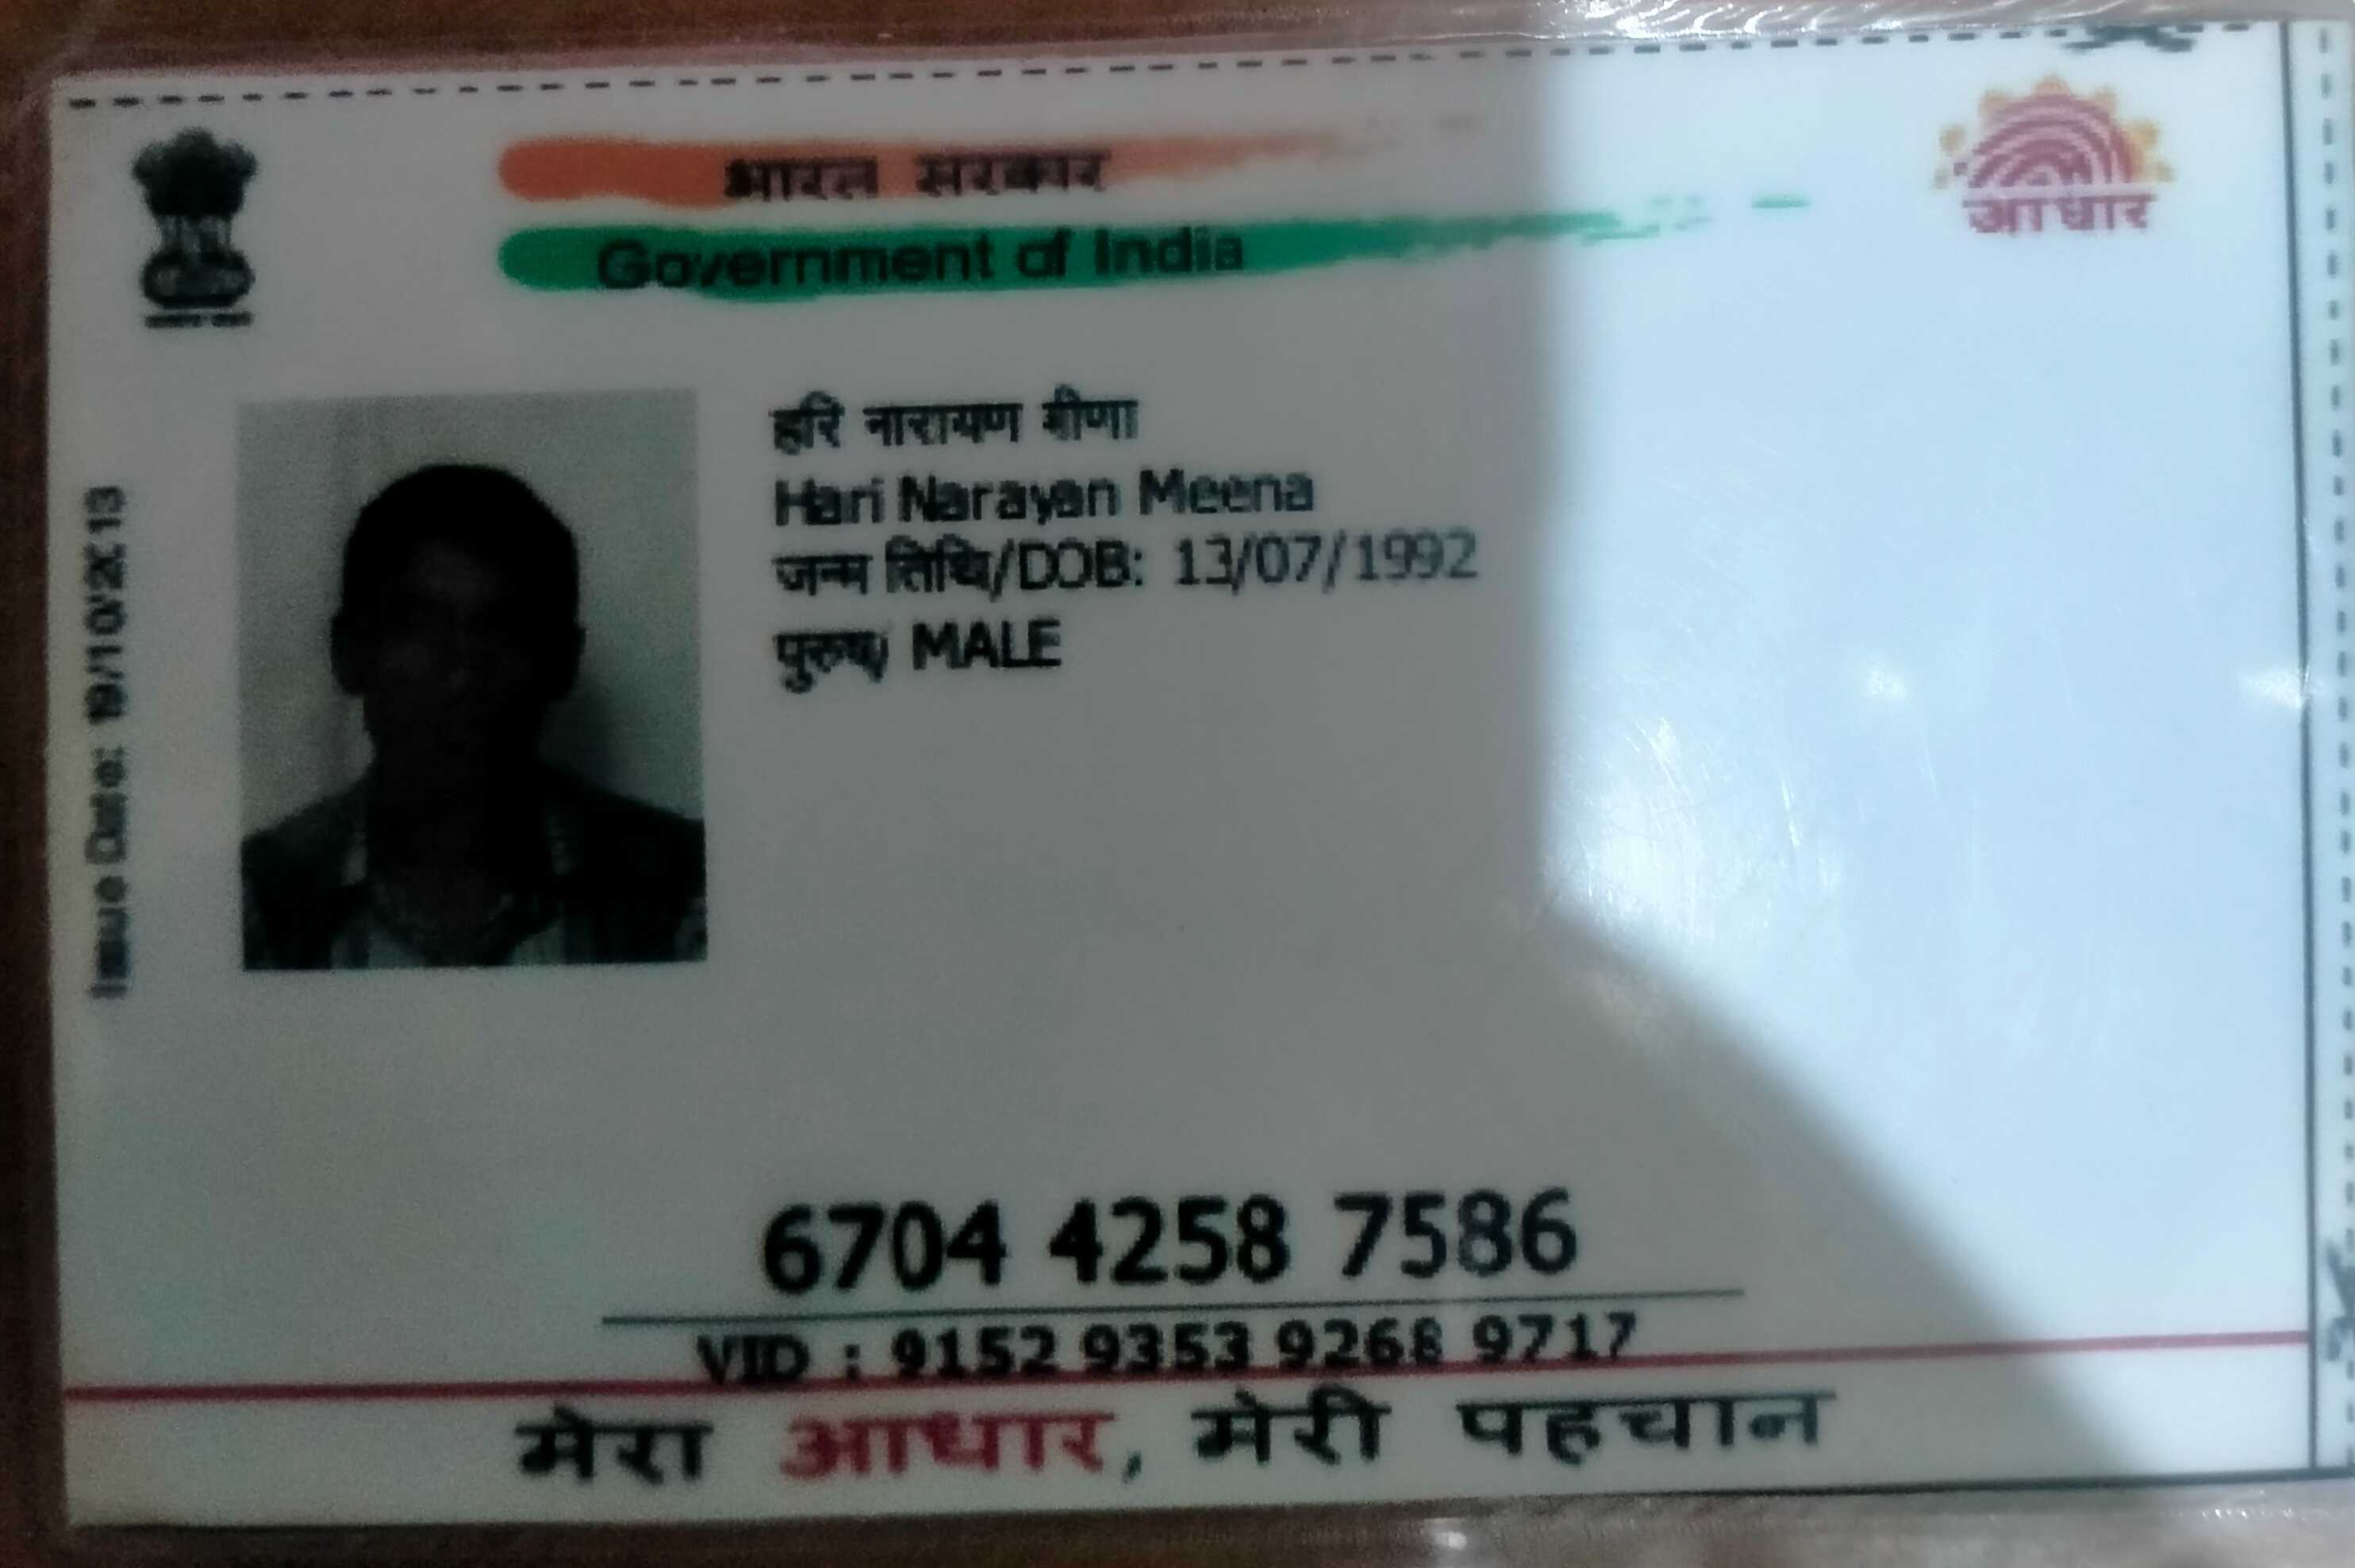 भारत सरकार
Government of India
आधार
Issue Date: 19/10/2013
हरि नारायण मीणा
Hari Narayan Meena
जन्म तिथि/DOB: 13/07/1992
पुरुष/ MALE
6704 4258 7586
VID : 9152 9353 9268 9717
मेरा आधार, मेरी पहचान